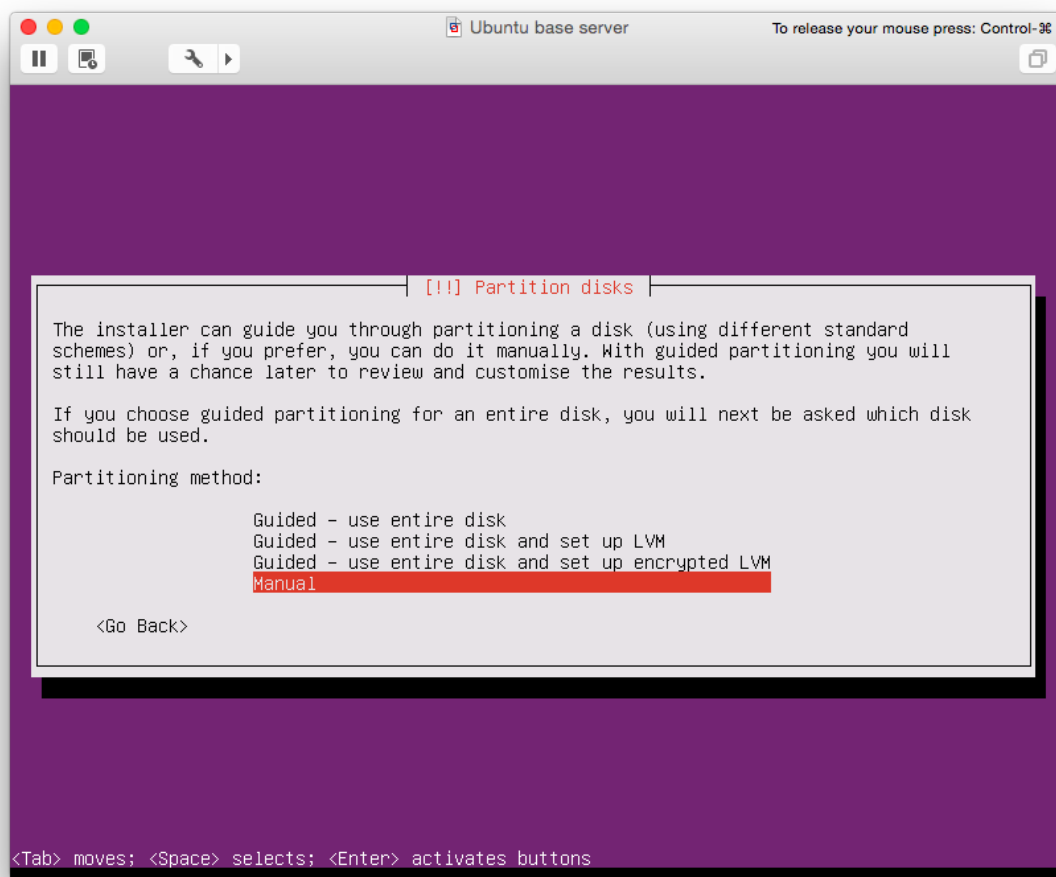 Ubuntu base server
To release your mouse press: Control-⌘
[!!] Partition disks
The installer can guide you through partitioning a disk (using different standard
schemes) or, if you prefer, you can do it manually. With guided partitioning you will
still have a chance later to review and customise the results.
If you choose guided partitioning for an entire disk, you will next be asked which disk
should be used.
Partitioning method:
Guided – use entire disk
Guided – use entire disk and set up LVM
Guided – use entire disk and set up encrypted LVM
Manual
<Go Back>
<Tab> moves; <Space> selects; <Enter> activates buttons